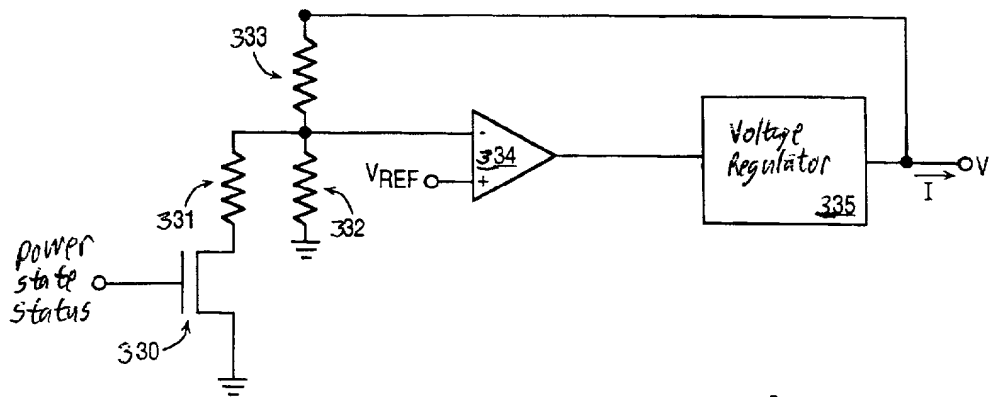 333
Voltage
Regulator
335
V
I
334
-
+
VREF
331
332
power
state
status
330